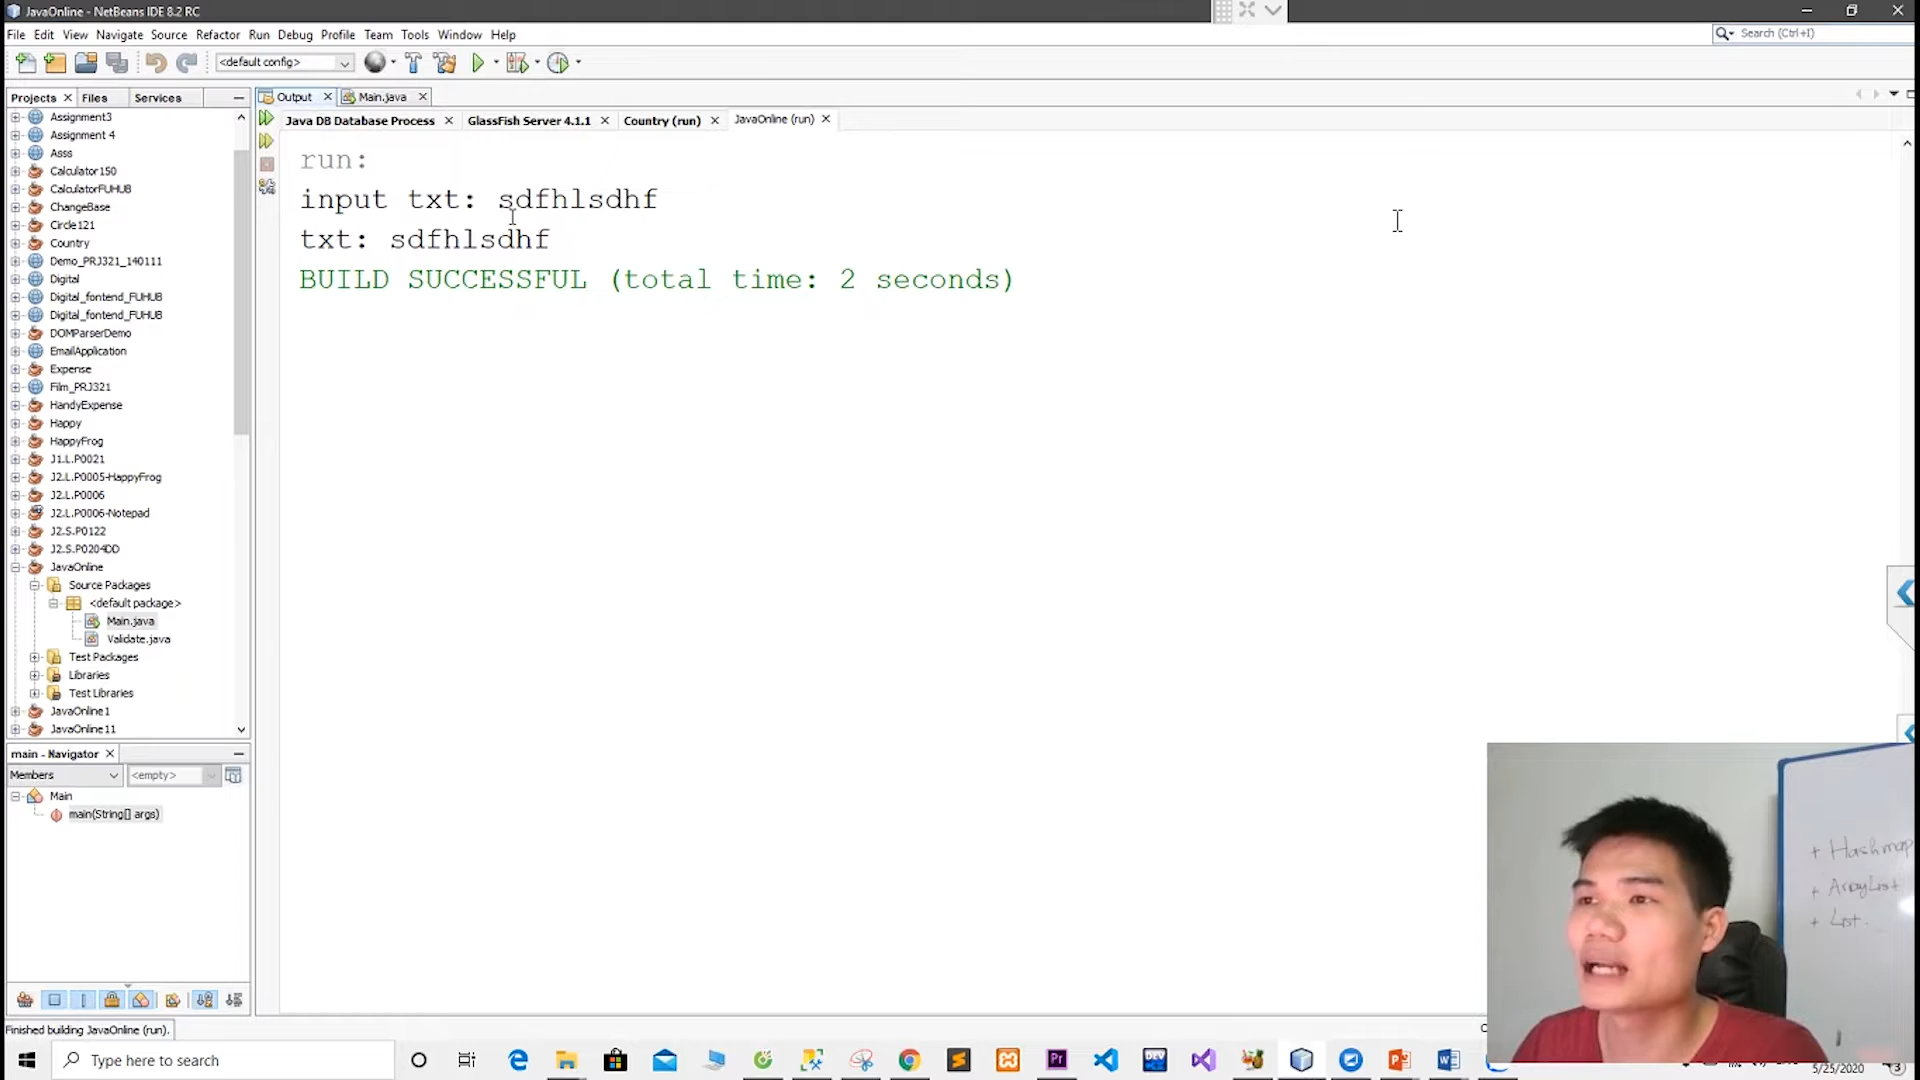 JavaOnline - NetBeans IDE 8.2 RC
File Edit View Navigate Source Refactor Run Debug Profile Team Tools Window Help
Search (Ctrl+I)
<default config>
Projects Files Services
Output Main.java
Java DB Database Process GlassFish Server 4.1.1 Country (run) JavaOnline (run)
Assignment3
Assignment 4
Asss
Calculator150
CalculatorFUHUB
ChangeBase
Circle121
Country
Demo_PRJ321_140111
Digital
Digital_fontend_FUHUB
Digital_fontend_FUHUB
DOMParserDemo
EmailApplication
Expense
Film_PRJ321
HandyExpense
Happy
HappyFrog
J1.L.P0021
J2.L.P0005-HappyFrog
J2.L.P0006
J2.L.P0006-Notepad
J2.S.P0122
J2.S.P0204DD
JavaOnline
Source Packages
<default package>
Main.java
Validate.java
Test Packages
Libraries
Test Libraries
JavaOnline1
JavaOnline11
run:
input txt: sdfhlsdhf
txt: sdfhlsdhf
BUILD SUCCESSFUL (total time: 2 seconds)
main - Navigator
Members <empty>
Main
main(String[] args)
Finished building JavaOnline (run).
+ Hashmap
+ ArrayList
+ List.
Type here to search
Pr
DEV
5/25/2020
3